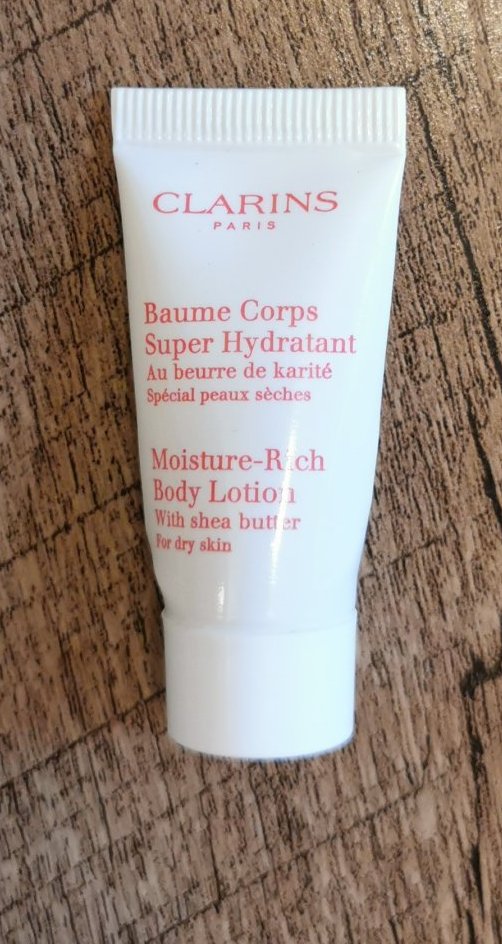 CLARINS
PARIS
Baume Corps
Super Hydratant
Au beurre de karité
Spécial peaux sèches
Moisture-Rich
Body Lotion
With shea butter
For dry skin